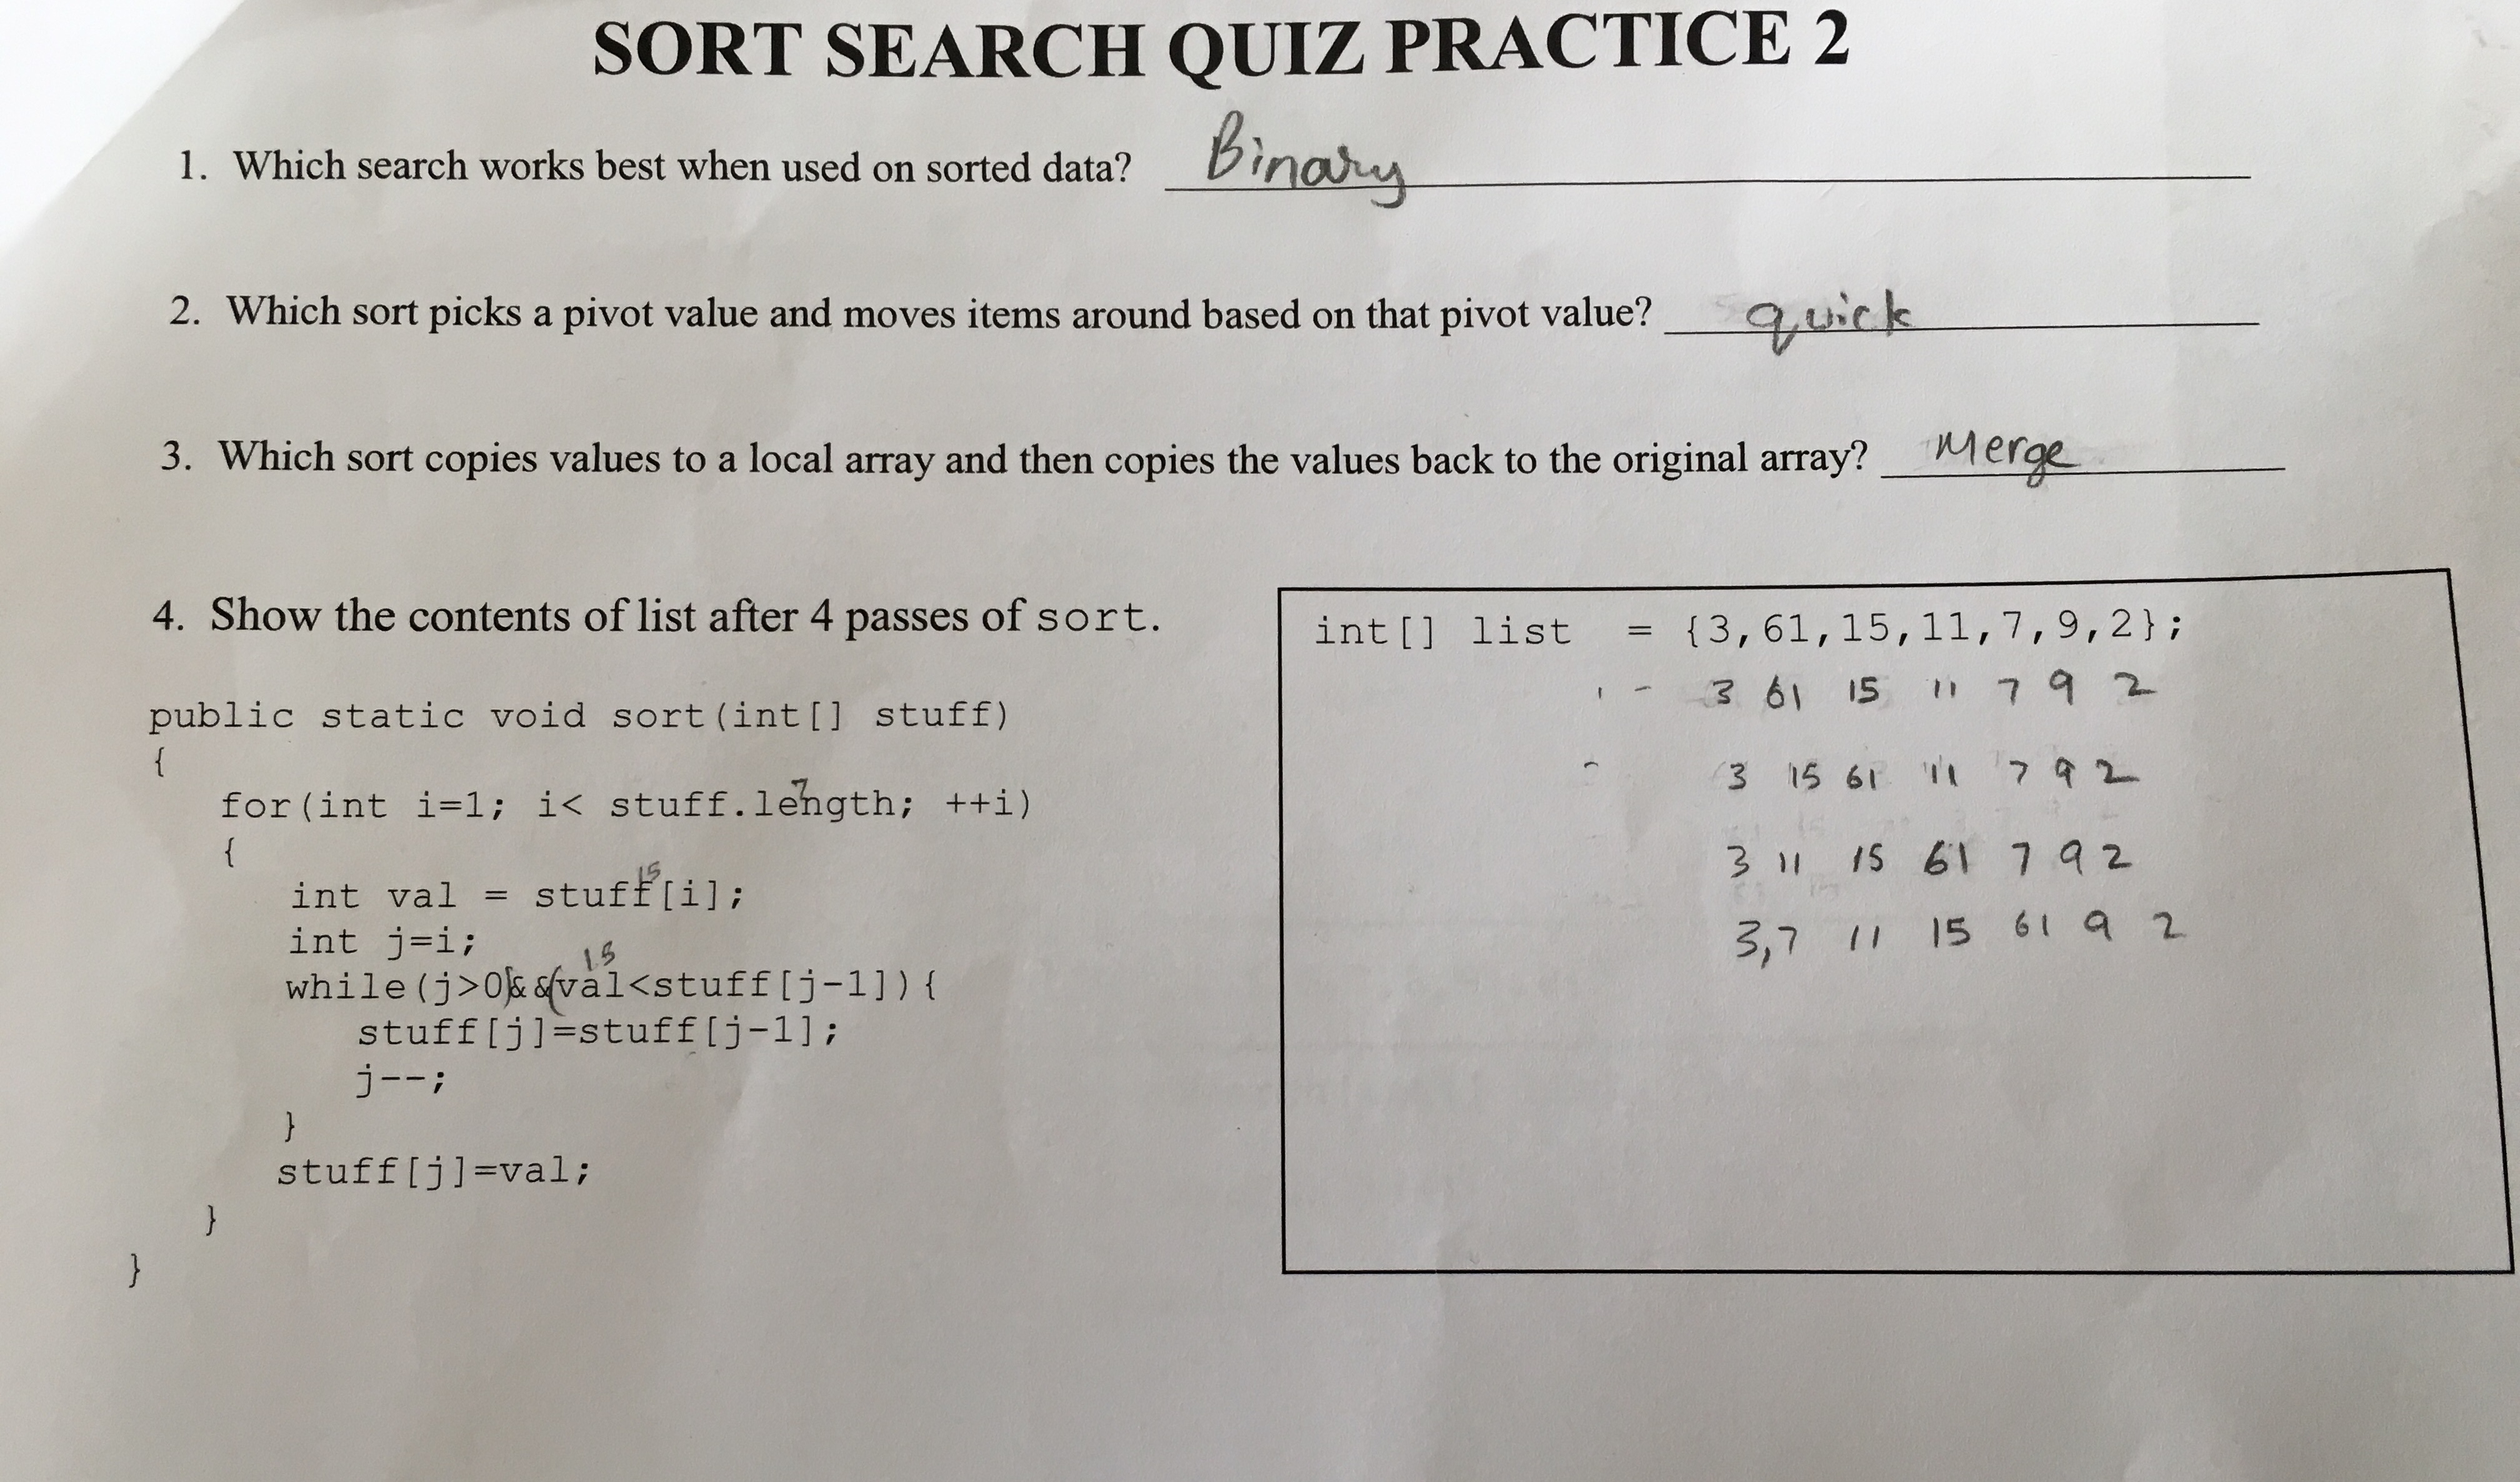 SORT SEARCH QUIZ PRACTICE 2
1. Which search works best when used on sorted data? Binary
2. Which sort picks a pivot value and moves items around based on that pivot value? quick
3. Which sort copies values to a local array and then copies the values back to the original array? Merge
4. Show the contents of list after 4 passes of sort.
public static void sort(int[] stuff)
{
7
for(int i=1; i< stuff.length; ++i)
{
15
int val = stuff[i];
int j=i;
15
while(j>0)&&(val<stuff[j-1]){
stuff[j]=stuff[j-1];
j--;
}
stuff[j]=val;
}
}
int[] list = {3,61,15,11,7,9,2};
3 61 15 11 7 9 2
3 15 61 11 7 9 2
3 11 15 61 7 9 2
3,7 11 15 61 9 2